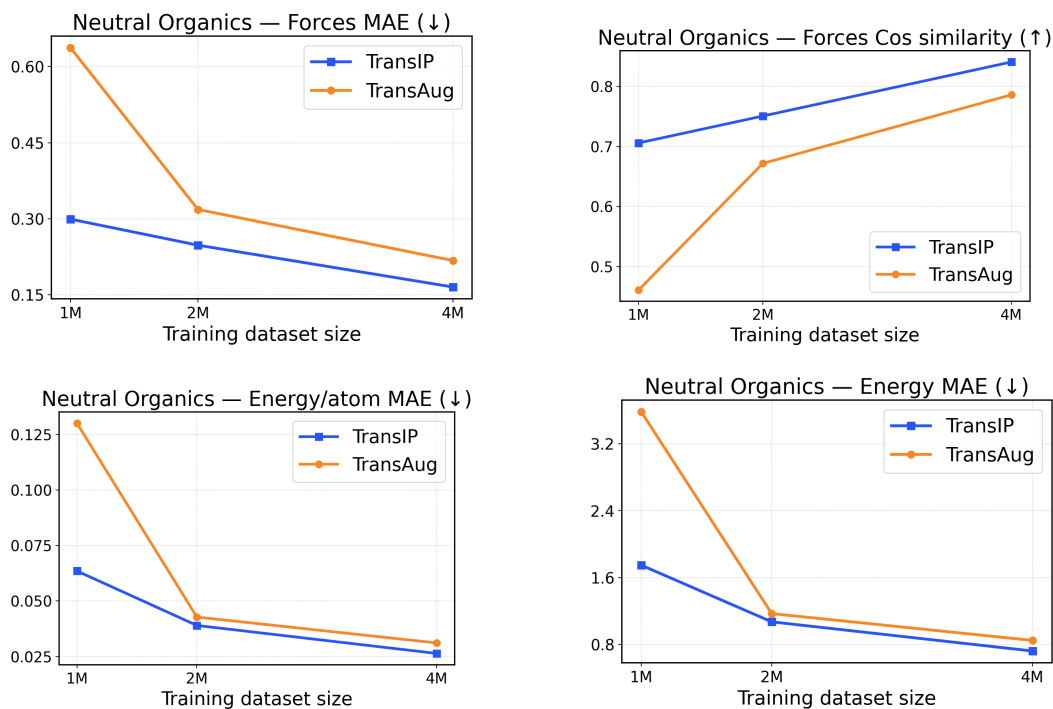 Neutral Organics — Forces MAE (↓)
0.60
0.45
0.30
0.15
TransIP
TransAug
1M
2M
4M
Training dataset size
Neutral Organics — Forces Cos similarity (↑)
0.8
0.7
0.6
0.5
TransIP
TransAug
1M
2M
4M
Training dataset size
Neutral Organics — Energy/atom MAE (↓)
0.125
0.100
0.075
0.050
0.025
TransIP
TransAug
1M
2M
4M
Training dataset size
Neutral Organics — Energy MAE (↓)
3.2
2.4
1.6
0.8
TransIP
TransAug
1M
2M
4M
Training dataset size